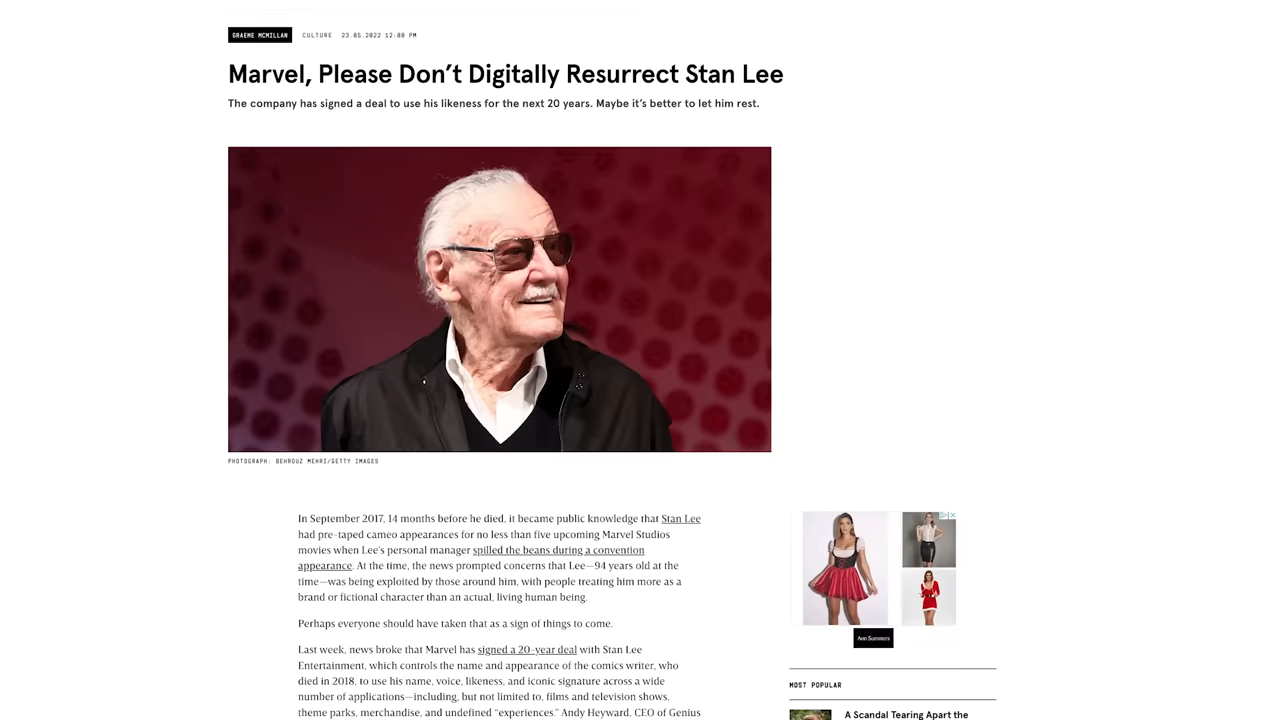 GRAEME MCMILLAN CULTURE 23.05.2022 12:00 PM
Marvel, Please Don’t Digitally Resurrect Stan Lee
The company has signed a deal to use his likeness for the next 20 years. Maybe it’s better to let him rest.
PHOTOGRAPH: BEHROUZ MEHRI/GETTY IMAGES
In September 2017, 14 months before he died, it became public knowledge that Stan Lee
had pre-taped cameo appearances for no less than five upcoming Marvel Studios
movies when Lee’s personal manager spilled the beans during a convention
appearance. At the time, the news prompted concerns that Lee—94 years old at the
time—was being exploited by those around him, with people treating him more as a
brand or fictional character than an actual, living human being.
Perhaps everyone should have taken that as a sign of things to come.
Last week, news broke that Marvel has signed a 20-year deal with Stan Lee
Entertainment, which controls the name and appearance of the comics writer, who
died in 2018, to use his name, voice, likeness, and iconic signature across a wide
number of applications—including, but not limited to, films and television shows,
theme parks, merchandise, and undefined “experiences.” Andy Heyward, CEO of Genius
Ann Summers
MOST POPULAR
A Scandal Tearing Apart the